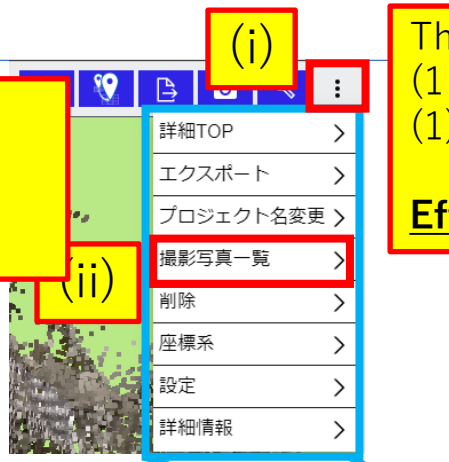 (i)
Th
(1
(1)
Ef
詳細TOP
エクスポート
プロジェクト名変更
撮影写真一覧
(ii)
削除
座標系
設定
詳細情報